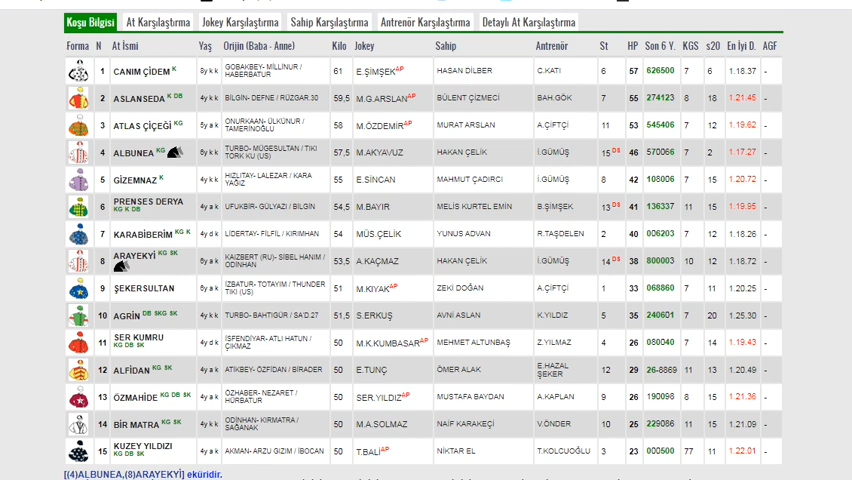 Koşu Bilgisi At Karşılaştırma Jokey Karşılaştırma Sahip Karşılaştırma Antrenör Karşılaştırma Detaylı At Karşılaştırma
Forma N At İsmi Yaş Orijin (Baba - Anne) Kilo Jokey Sahip Antrenör St HP Son 6 Y. KGS s20 En İyi D. AGF
1 CANIM ÇİDEM K 8y k k GOBAKBEY- MİLLİNUR / HABERBATUR 61 E.ŞİMŞEK AP HASAN DİLBER C.KATI 6 57 626500 7 6 1.18.37 -
2 ASLANSEDA K DB 4y k k BİLGİN- DEFNE / RÜZGAR.30 59,5 M.G.ARSLAN AP BÜLENT ÇİZMECİ BAH.GÖK 7 55 274123 8 18 1.21.45 -
3 ATLAS ÇİÇEĞİ KG 5y a k ONURKAAN- ÜLKÜNUR / TAMERİNOĞLU 58 M.ÖZDEMİR AP MURAT ARSLAN A.ÇİFTÇİ 11 53 545406 7 12 1.19.62 -
4 ALBUNEA KG 6y k k TURBO- MÜGESULTAN / TIKI TORK KU (US) 57,5 M.AKYAVUZ HAKAN ÇELİK İ.GÜMÜŞ 15 DS 46 570066 7 2 1.17.27 -
5 GİZEMNAZ K 4y k k HIZLITAY- LALEZAR / KARA YAĞIZ 55 E.SİNCAN MAHMUT ÇADIRCI İ.GÜMÜŞ 8 42 108006 7 15 1.20.72 -
6 PRENSES DERYA KG K DB 4y a k UFUKBİR- GÜLYAZI / BİLGİN 54,5 M.BAYIR MELİS KURTEL EMİN B.ŞİMŞEK 13 DS 41 136337 11 15 1.19.95 -
7 KARABİBERİM KG K 4y d k LİDERTAY- FİLFİL / KIRIMHAN 54 MÜS.ÇELİK YUNUS ADVAN R.TAŞDELEN 2 40 006203 7 12 1.18.26 -
8 ARAYEKYİ KG SK 6y a k KAIZBERT (RU)- SİBEL HANIM / ODİNHAN 53,5 A.KAÇMAZ HAKAN ÇELİK İ.GÜMÜŞ 14 DS 38 800003 10 12 1.18.72 -
9 ŞEKERSULTAN 6y a k İZBATUR- TOTAYIM / THUNDER TIKI (US) 51 M.KIYAK AP ZEKİ DOĞAN A.ÇİFTÇİ 1 33 068860 7 11 1.20.25 -
10 AGRİN DB SKG SK 4y k k TURBO- MÜRŞİDE / SA'D.27 51,5 S.ERKUŞ AVNİ ASLAN K.YILDIZ 5 35 240601 7 20 1.25.30 -
11 SER KUMRU KG DB SK 4y d k İSFENDİYAR- ATLI HATUN / ÇIKMAZ 50 M.K.KUMBASAR AP MEHMET ALTUNBAŞ Z.YILMAZ 4 26 080040 7 14 1.19.43 -
12 ALFİDAN KG SK 4y a k ATİKBEY- ÖZFİDAN / BİRADER 50 E.TUNÇ ÖMER ALAK E.HAZAL ŞEKER 12 29 26-8869 11 13 1.20.49 -
13 ÖZMAHİDE KG DB SK 4y a k ÖZHABER- NEZARET / HÜRBATUR 50 SER.YILDIZ AP MUSTAFA BAYDAN A.KAPLAN 9 26 190098 8 15 1.21.36 -
14 BİR MATRA KG SK 4y a k ODİNHAN- KIRMATRA / SAĞANAK 50 M.A.SOLMAZ NAİF KARAKEÇİ V.ÖNDER 10 25 229086 11 15 1.21.09 -
15 KUZEY YILDIZI KG DB SK 4y a k AKMAN- ARZU GIZIM / İBOCAN 50 T.BALİ AP NİKTAR EL T.KOLCUOĞLU 3 23 000500 77 11 1.22.01 -
[(4)ALBUNEA,(8)ARAYEKYİ] eküridir.